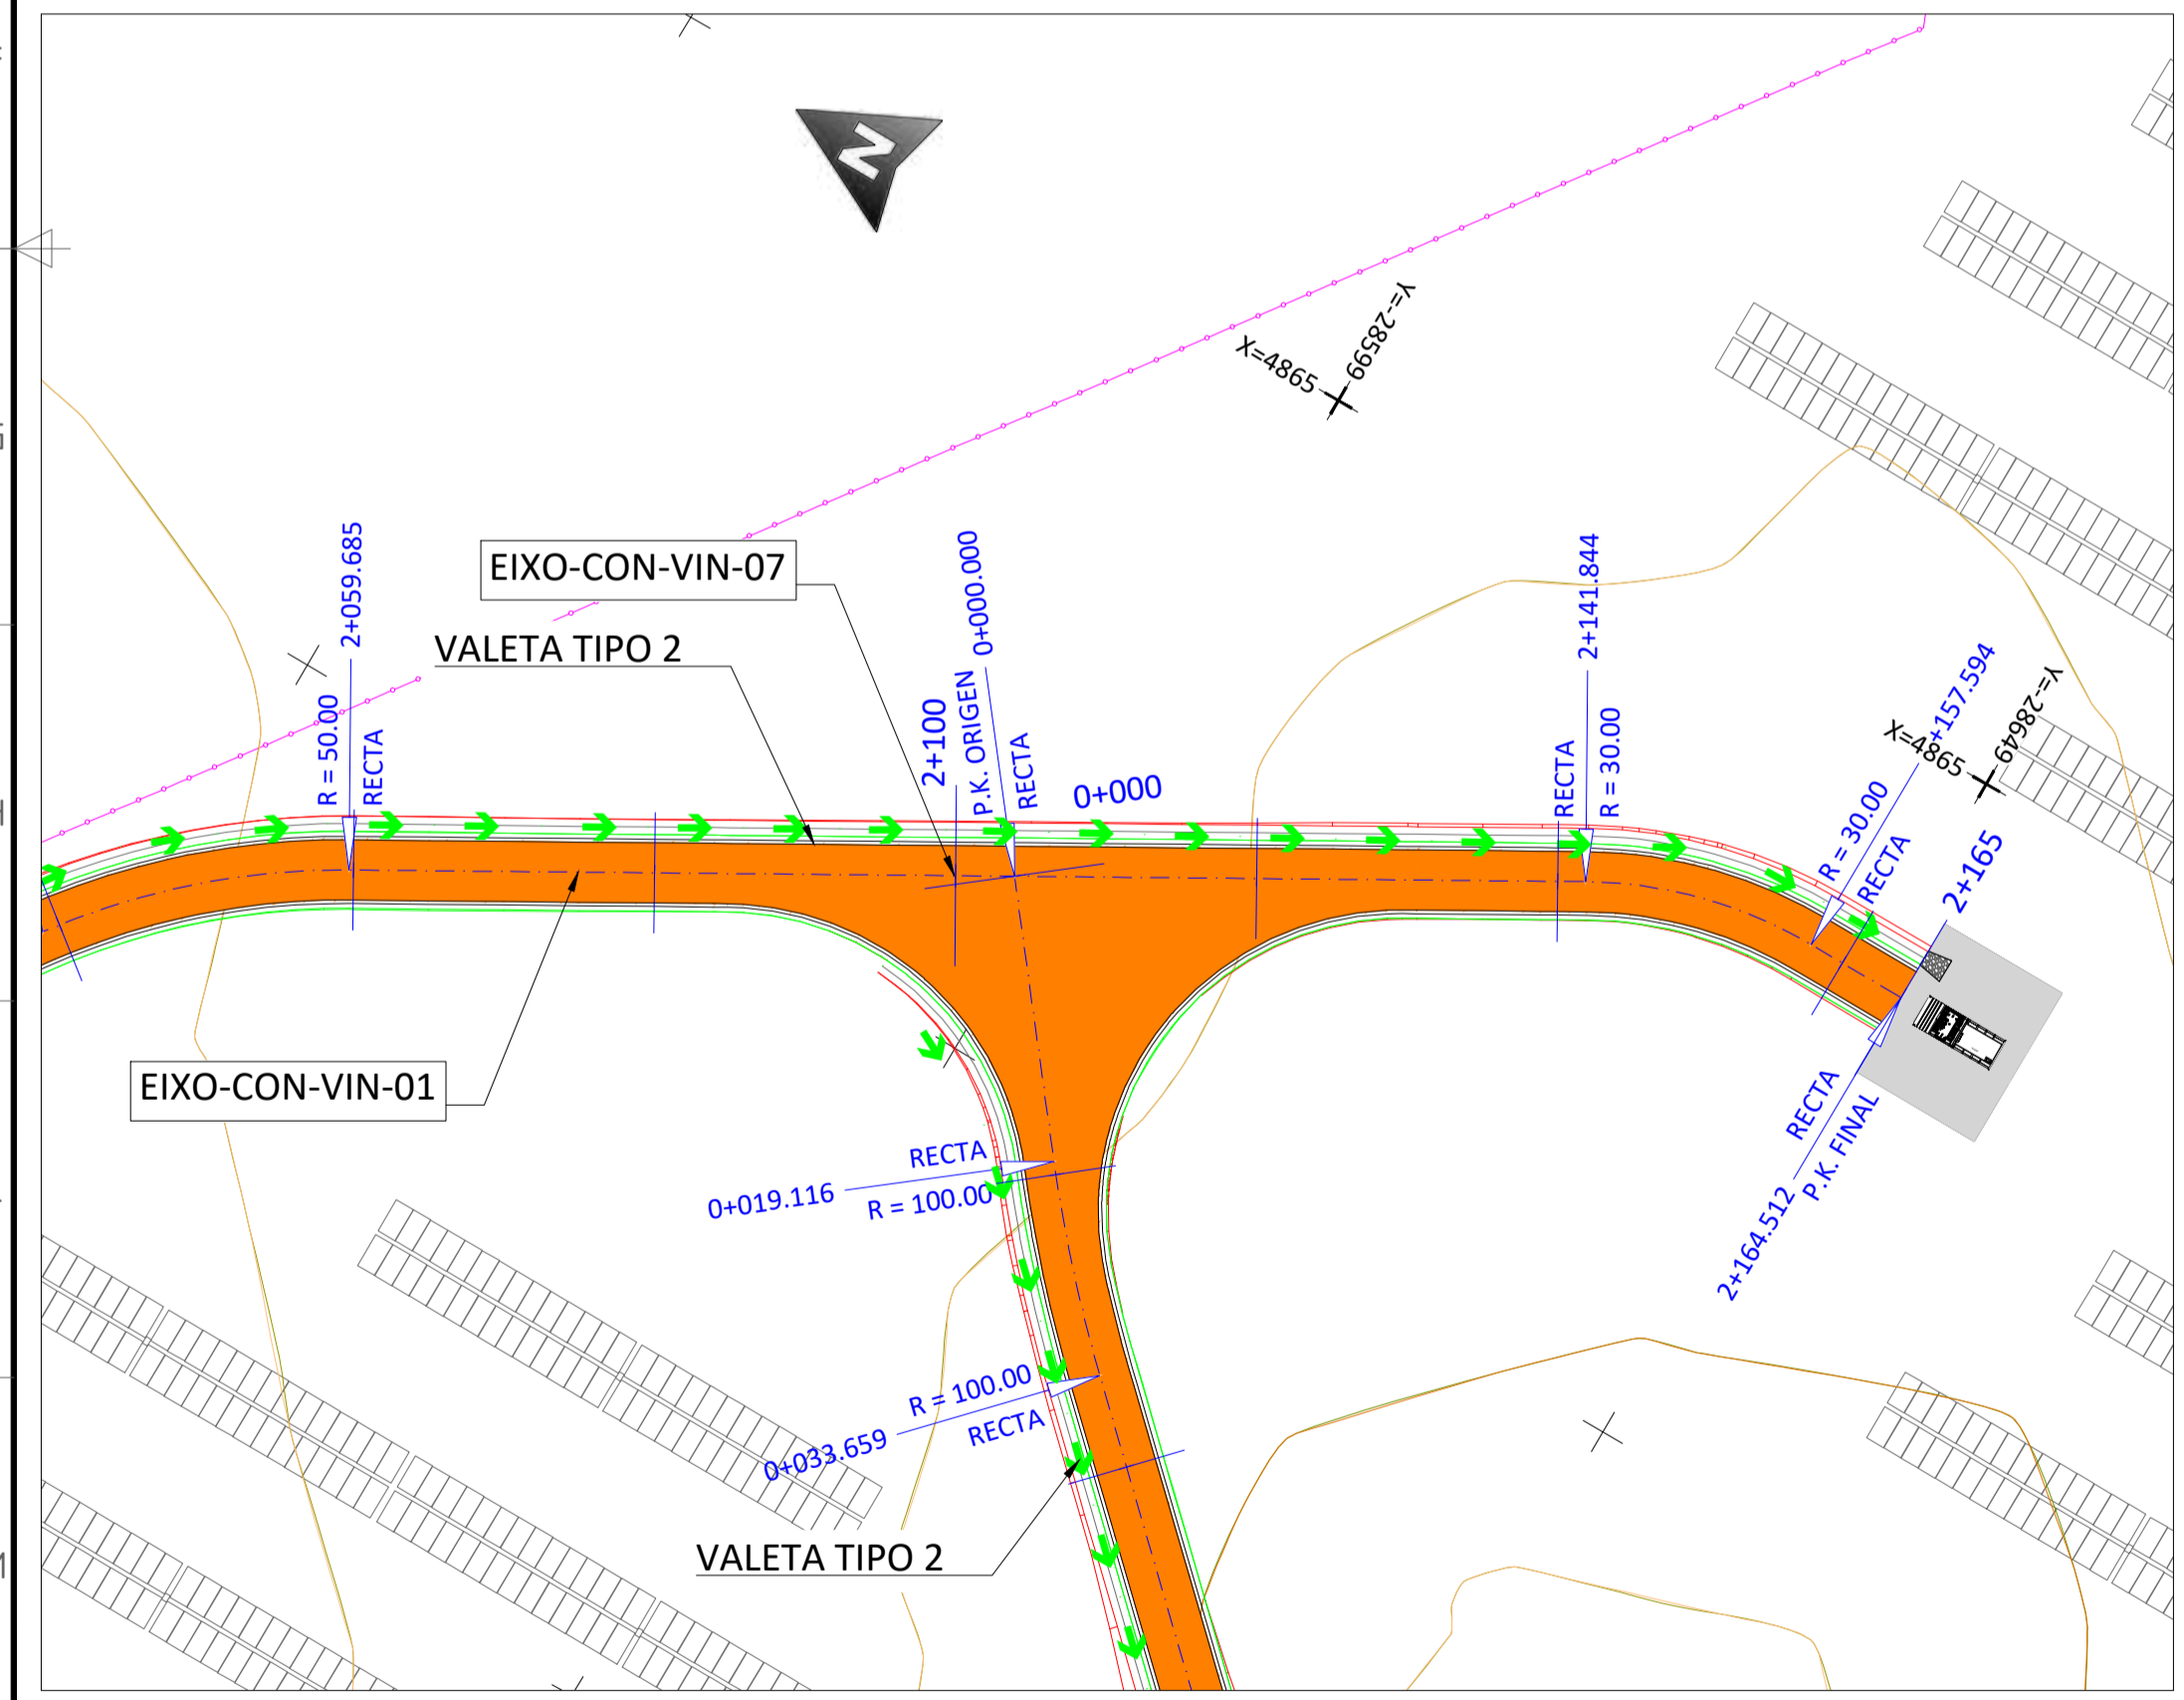 N
Y=-28599
X=4865
2+059.685
R = 50.00
RECTA
EIXO-CON-VIN-07
VALETA TIPO 2
2+100
P.K. ORIGEN 0+000.000
RECTA
0+000
2+141.844
RECTA
R = 30.00
+157.594
R = 30.00
RECTA
Y=-28649
X=4865
2+165
EIXO-CON-VIN-01
RECTA
0+019.116
R = 100.00
RECTA
P.K. FINAL
2+164.512
R = 100.00
0+033.659
RECTA
VALETA TIPO 2